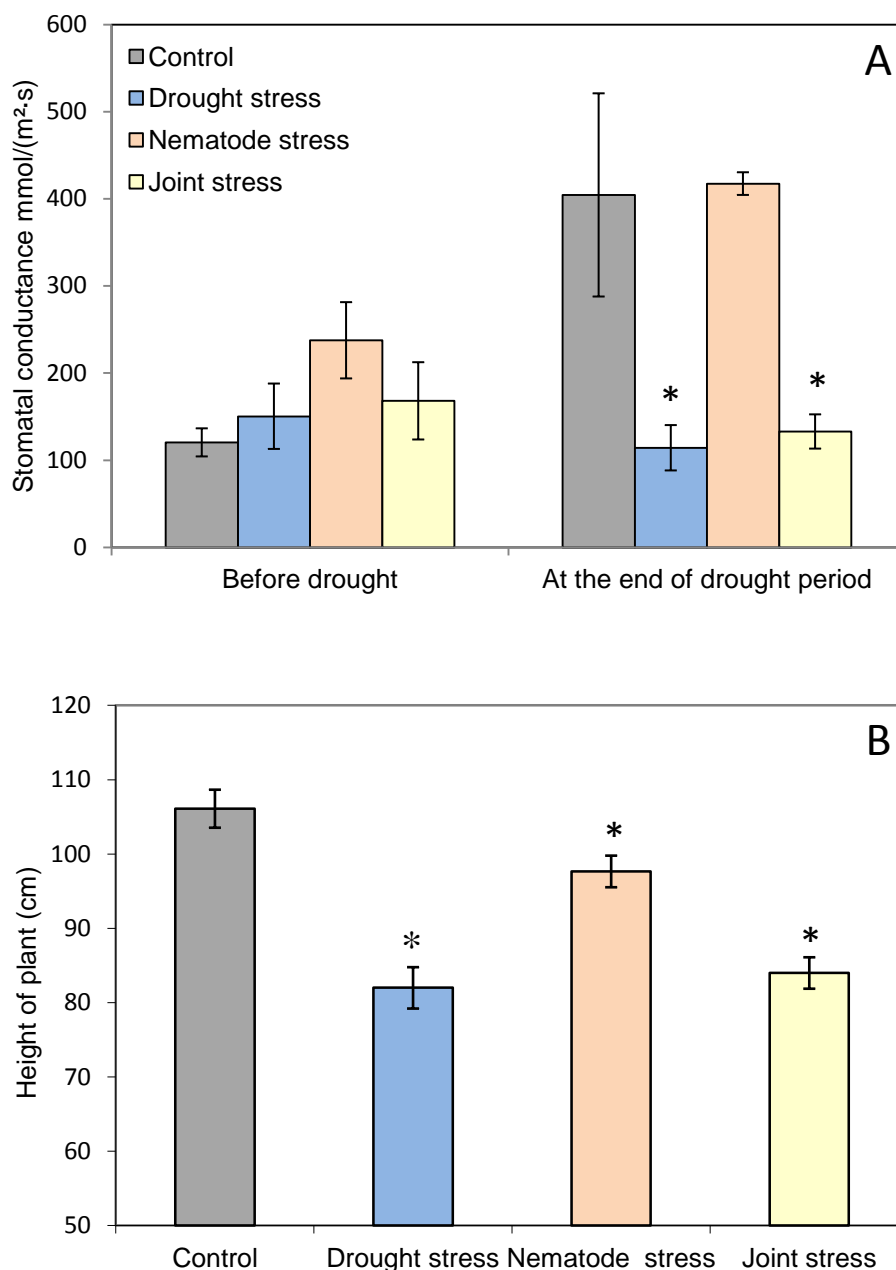 600
A
Control
500
Drought stress
Nematode stress
400
Joint stress
300
200
*
*
100
0
Stomatal conductance mmol/(m²·s)
Before drought
At the end of drought period
120
B
110
*
100
*
*
90
80
70
60
50
Height of plant (cm)
Control
Drought stress
Nematode  stress
Joint stress